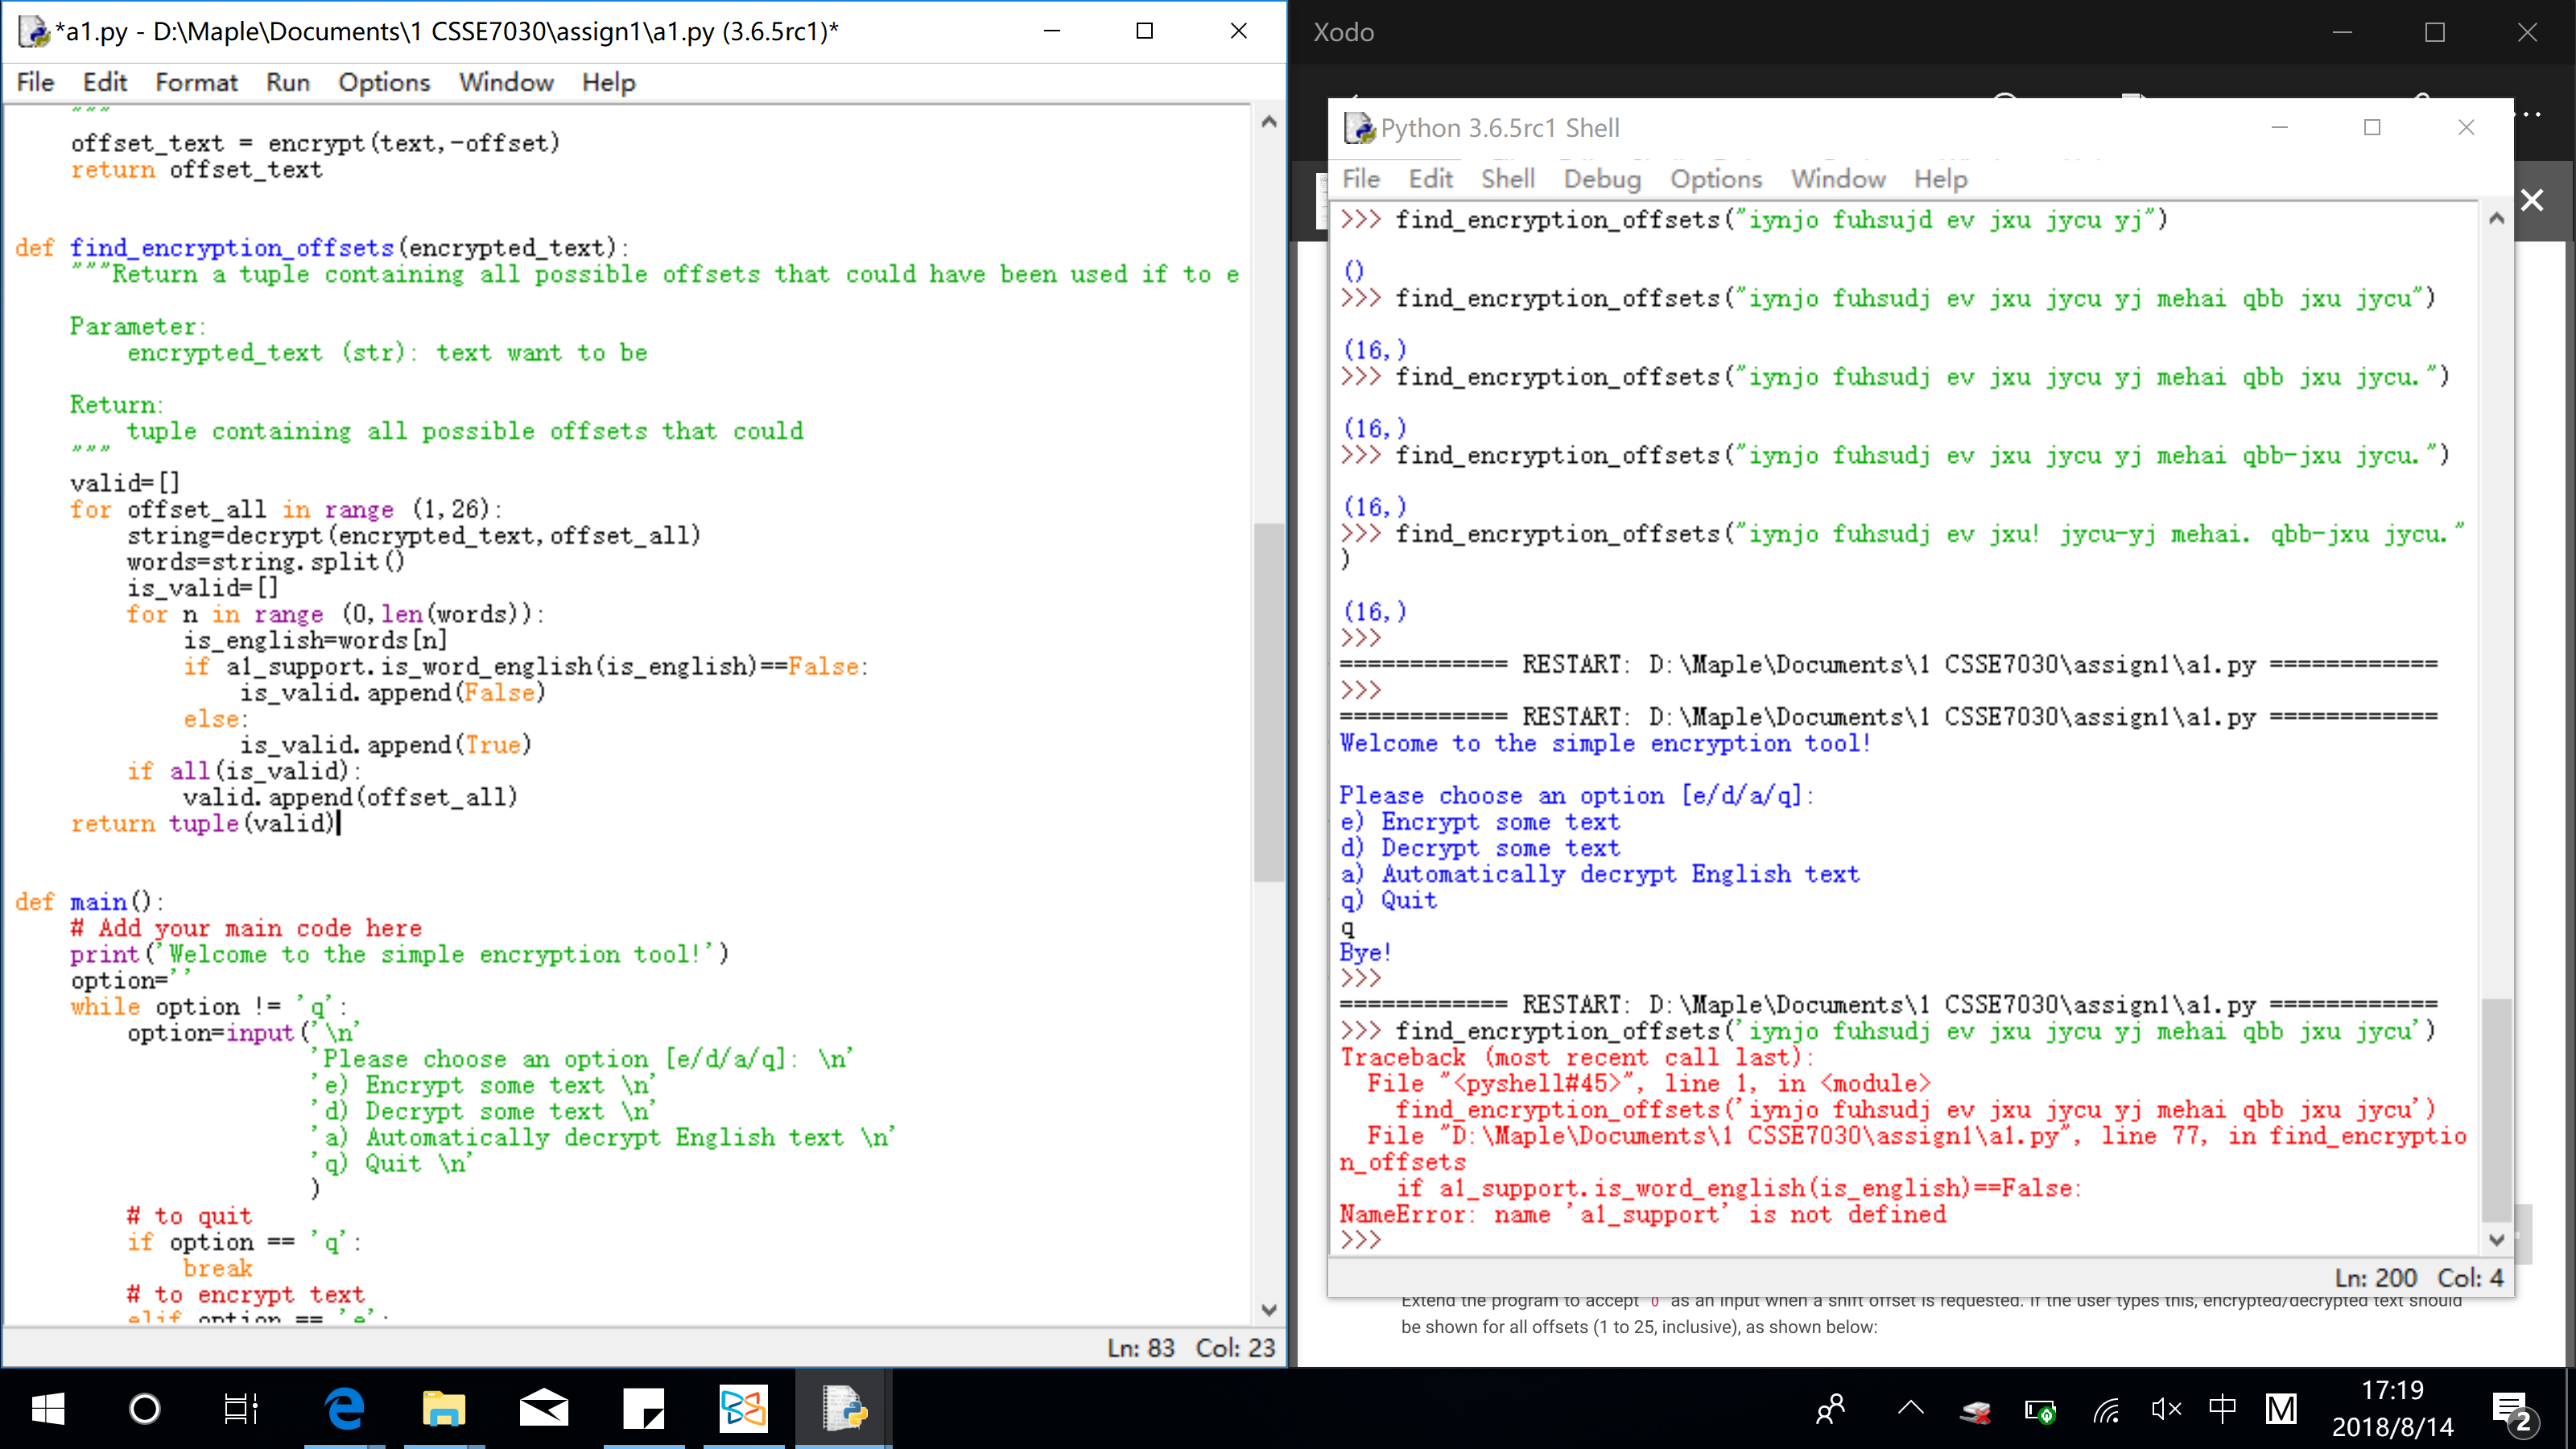 *a1.py - D:\Maple\Documents\1 CSSE7030\assign1\a1.py (3.6.5rc1)*
File Edit Format Run Options Window Help
"""
offset_text = encrypt(text,-offset)
return offset_text
def find_encryption_offsets(encrypted_text):
"""Return a tuple containing all possible offsets that could have been used if to e
Parameter:
encrypted_text (str): text want to be
Return:
tuple containing all possible offsets that could
"""
valid=[]
for offset_all in range (1,26):
string=decrypt(encrypted_text,offset_all)
words=string.split()
is_valid=[]
for n in range (0,len(words)):
is_english=words[n]
if a1_support.is_word_english(is_english)==False:
is_valid.append(False)
else:
is_valid.append(True)
if all(is_valid):
valid.append(offset_all)
return tuple(valid)
def main():
# Add your main code here
print('Welcome to the simple encryption tool!')
option=''
while option != 'q':
option=input('\n'
'Please choose an option [e/d/a/q]: \n'
'e) Encrypt some text \n'
'd) Decrypt some text \n'
'a) Automatically decrypt English text \n'
'q) Quit \n'
)
# to quit
if option == 'q':
break
# to encrypt text
elif option == 'e':
Ln: 83 Col: 23
Xodo
Python 3.6.5rc1 Shell
File Edit Shell Debug Options Window Help
>>> find_encryption_offsets("iynjo fuhsujd ev jxu jycu yj")
()
>>> find_encryption_offsets("iynjo fuhsudj ev jxu jycu yj mehai qbb jxu jycu")
(16,)
>>> find_encryption_offsets("iynjo fuhsudj ev jxu jycu yj mehai qbb jxu jycu.")
(16,)
>>> find_encryption_offsets("iynjo fuhsudj ev jxu jycu yj mehai qbb-jxu jycu.")
(16,)
>>> find_encryption_offsets("iynjo fuhsudj ev jxu! jycu-yj mehai. qbb-jxu jycu."
)
(16,)
>>>
============ RESTART: D:\Maple\Documents\1 CSSE7030\assign1\a1.py ============
>>>
============ RESTART: D:\Maple\Documents\1 CSSE7030\assign1\a1.py ============
Welcome to the simple encryption tool!
Please choose an option [e/d/a/q]:
e) Encrypt some text
d) Decrypt some text
a) Automatically decrypt English text
q) Quit
q
Bye!
>>>
============ RESTART: D:\Maple\Documents\1 CSSE7030\assign1\a1.py ============
>>> find_encryption_offsets('iynjo fuhsudj ev jxu jycu yj mehai qbb jxu jycu')
Traceback (most recent call last):
File "<pyshell#45>", line 1, in <module>
find_encryption_offsets('iynjo fuhsudj ev jxu jycu yj mehai qbb jxu jycu')
File "D:\Maple\Documents\1 CSSE7030\assign1\a1.py", line 77, in find_encryptio
n_offsets
if a1_support.is_word_english(is_english)==False:
NameError: name 'a1_support' is not defined
>>>
Ln: 200 Col: 4
Extend the program to accept 0 as an input when a shift offset is requested. If the user types this, encrypted/decrypted text should
be shown for all offsets (1 to 25, inclusive), as shown below:
中
M
17:19
2018/8/14
2